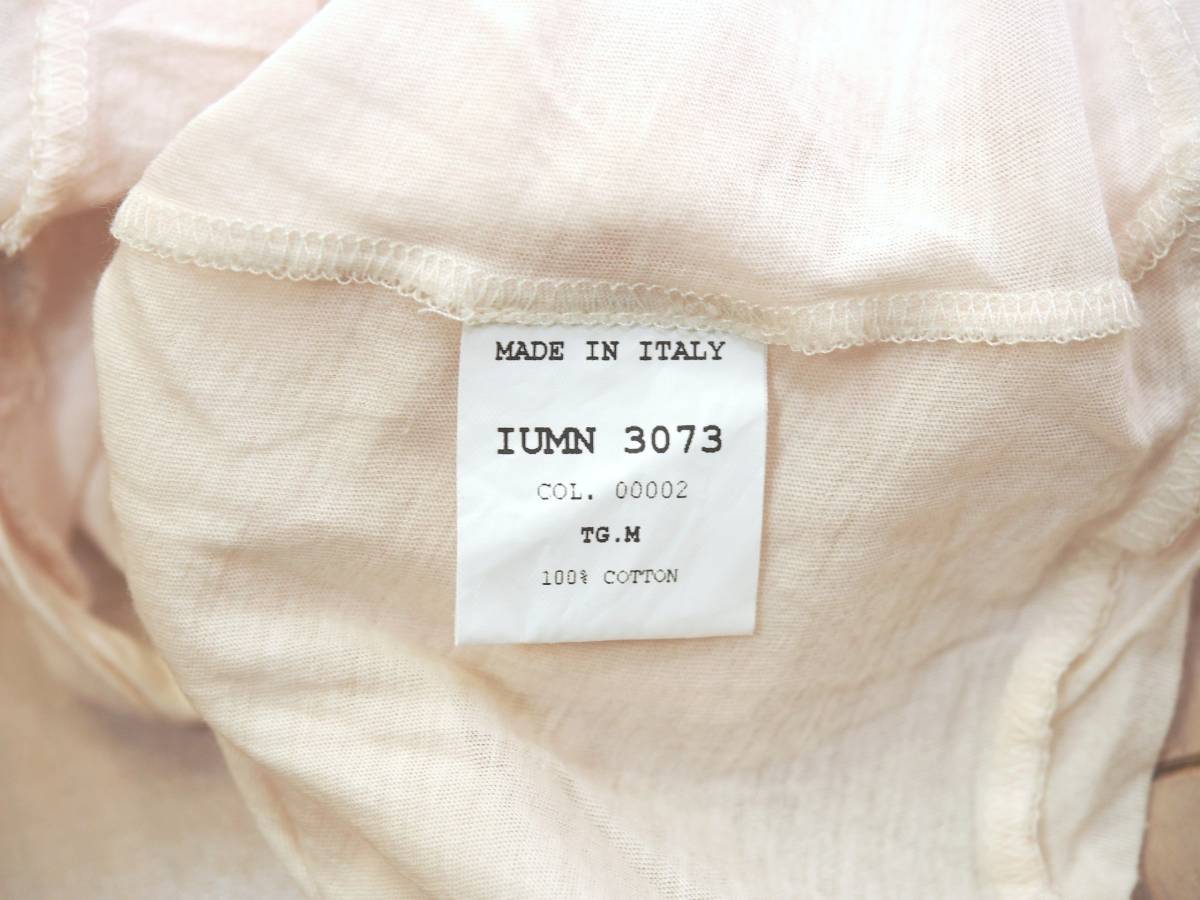 MADE IN ITALY
IUMN 3073
COL. 00002
TG.M
100% COTTON